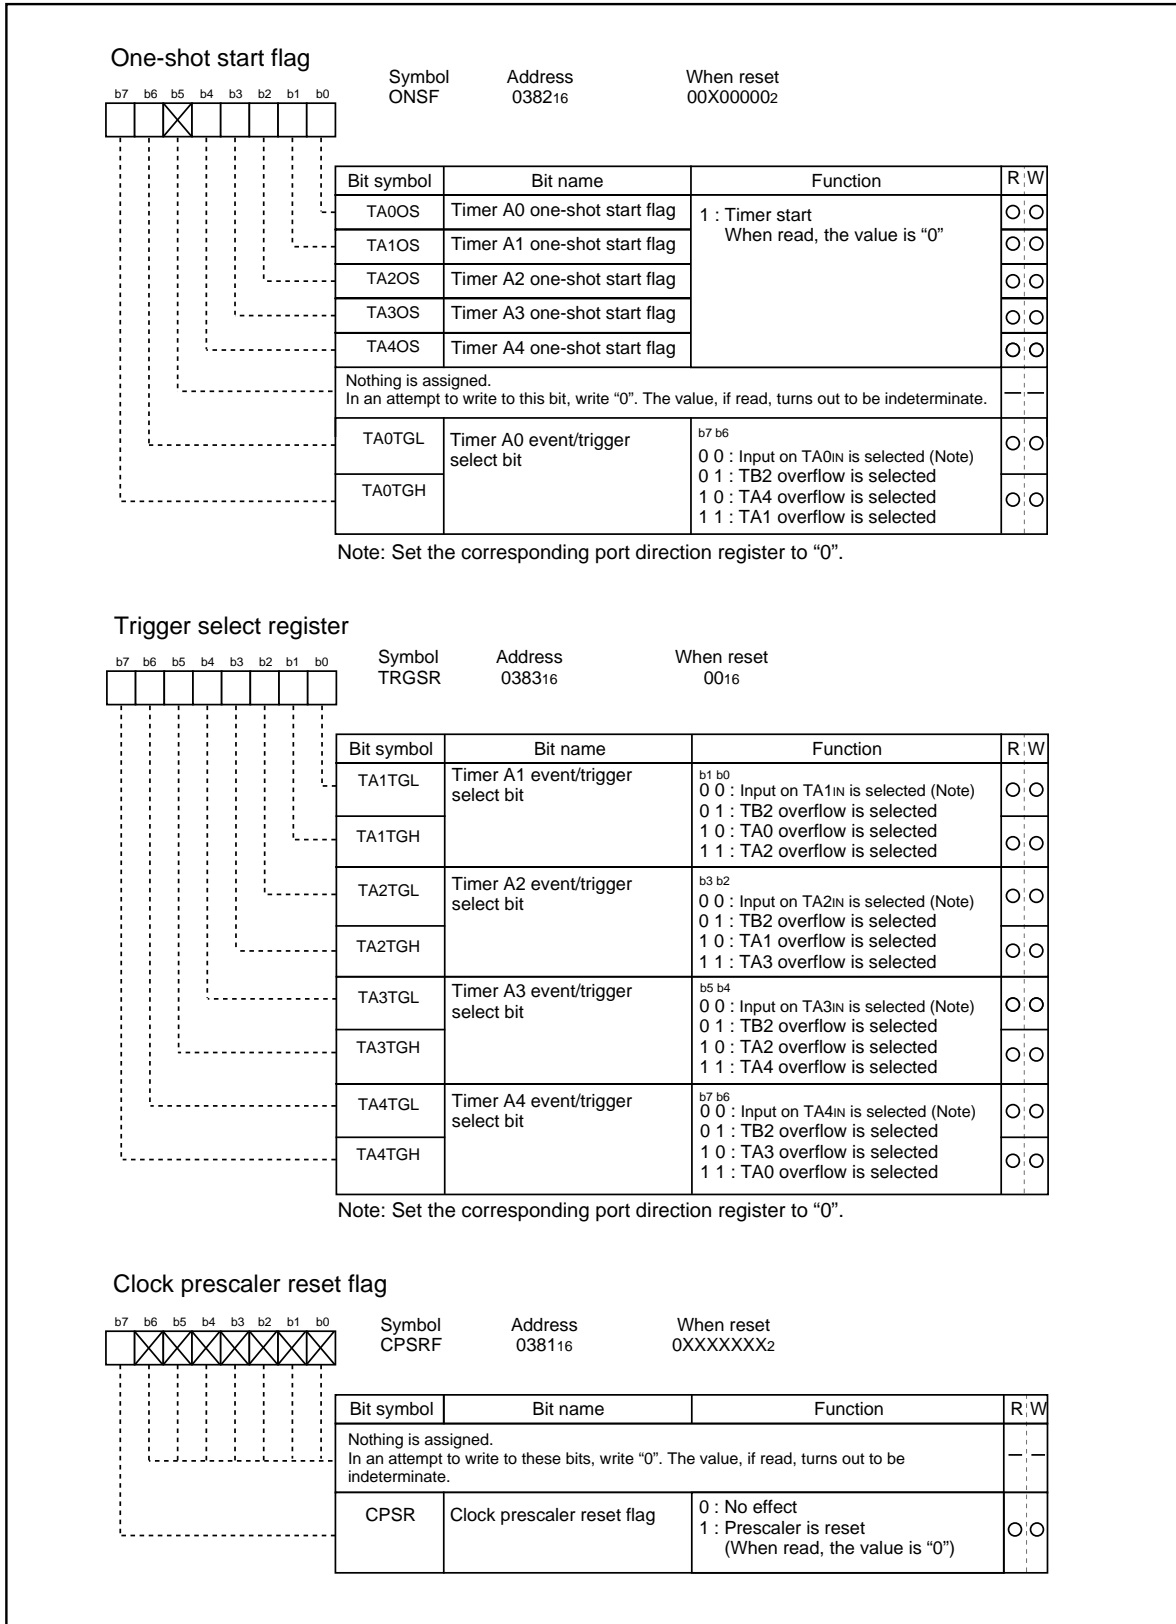 One-shot start flag
Symbol Address When reset
ONSF 038216 00X000002
b7 b6 b5 b4 b3 b2 b1 b0
Bit symbol Bit name Function R W
TA0OS Timer A0 one-shot start flag 1 : Timer start
When read, the value is “0”
TA1OS Timer A1 one-shot start flag
TA2OS Timer A2 one-shot start flag
TA3OS Timer A3 one-shot start flag
TA4OS Timer A4 one-shot start flag
Nothing is assigned.
In an attempt to write to this bit, write “0”. The value, if read, turns out to be indeterminate.
TA0TGL Timer A0 event/trigger
select bit
TA0TGH
b7 b6
0 0 : Input on TA0IN is selected (Note)
0 1 : TB2 overflow is selected
1 0 : TA4 overflow is selected
1 1 : TA1 overflow is selected
Note: Set the corresponding port direction register to “0”.
Trigger select register
Symbol Address When reset
TRGSR 038316 0016
b7 b6 b5 b4 b3 b2 b1 b0
Bit symbol Bit name Function R W
TA1TGL Timer A1 event/trigger
select bit
TA1TGH
b1 b0
0 0 : Input on TA1IN is selected (Note)
0 1 : TB2 overflow is selected
1 0 : TA0 overflow is selected
1 1 : TA2 overflow is selected
TA2TGL Timer A2 event/trigger
select bit
TA2TGH
b3 b2
0 0 : Input on TA2IN is selected (Note)
0 1 : TB2 overflow is selected
1 0 : TA1 overflow is selected
1 1 : TA3 overflow is selected
TA3TGL Timer A3 event/trigger
select bit
TA3TGH
b5 b4
0 0 : Input on TA3IN is selected (Note)
0 1 : TB2 overflow is selected
1 0 : TA2 overflow is selected
1 1 : TA4 overflow is selected
TA4TGL Timer A4 event/trigger
select bit
TA4TGH
b7 b6
0 0 : Input on TA4IN is selected (Note)
0 1 : TB2 overflow is selected
1 0 : TA3 overflow is selected
1 1 : TA0 overflow is selected
Note: Set the corresponding port direction register to “0”.
Clock prescaler reset flag
Symbol Address When reset
CPSRF 038116 0XXXXXXX2
b7 b6 b5 b4 b3 b2 b1 b0
Bit symbol Bit name Function R W
Nothing is assigned.
In an attempt to write to these bits, write “0”. The value, if read, turns out to be
indeterminate.
CPSR Clock prescaler reset flag
0 : No effect
1 : Prescaler is reset
(When read, the value is “0”)